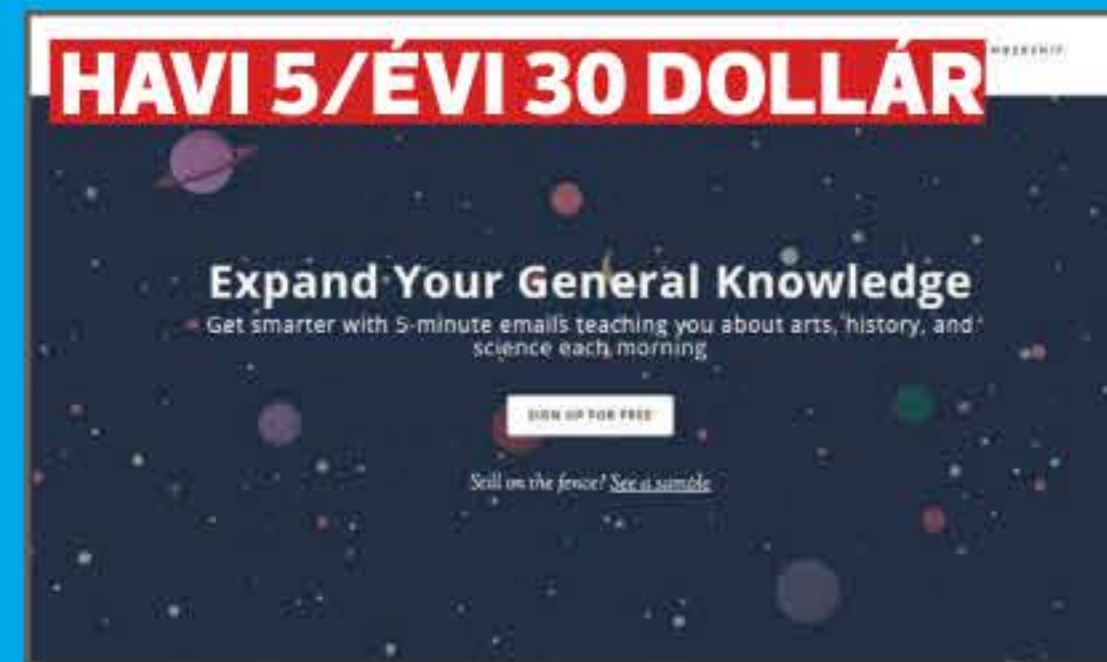 HAVI 5/ÉVI 30 DOLLÁR
Expand Your General Knowledge
Get smarter with 5-minute emails teaching you about arts, history, and
science each morning
SIGN UP FOR FREE
Still on the fence? See a sample